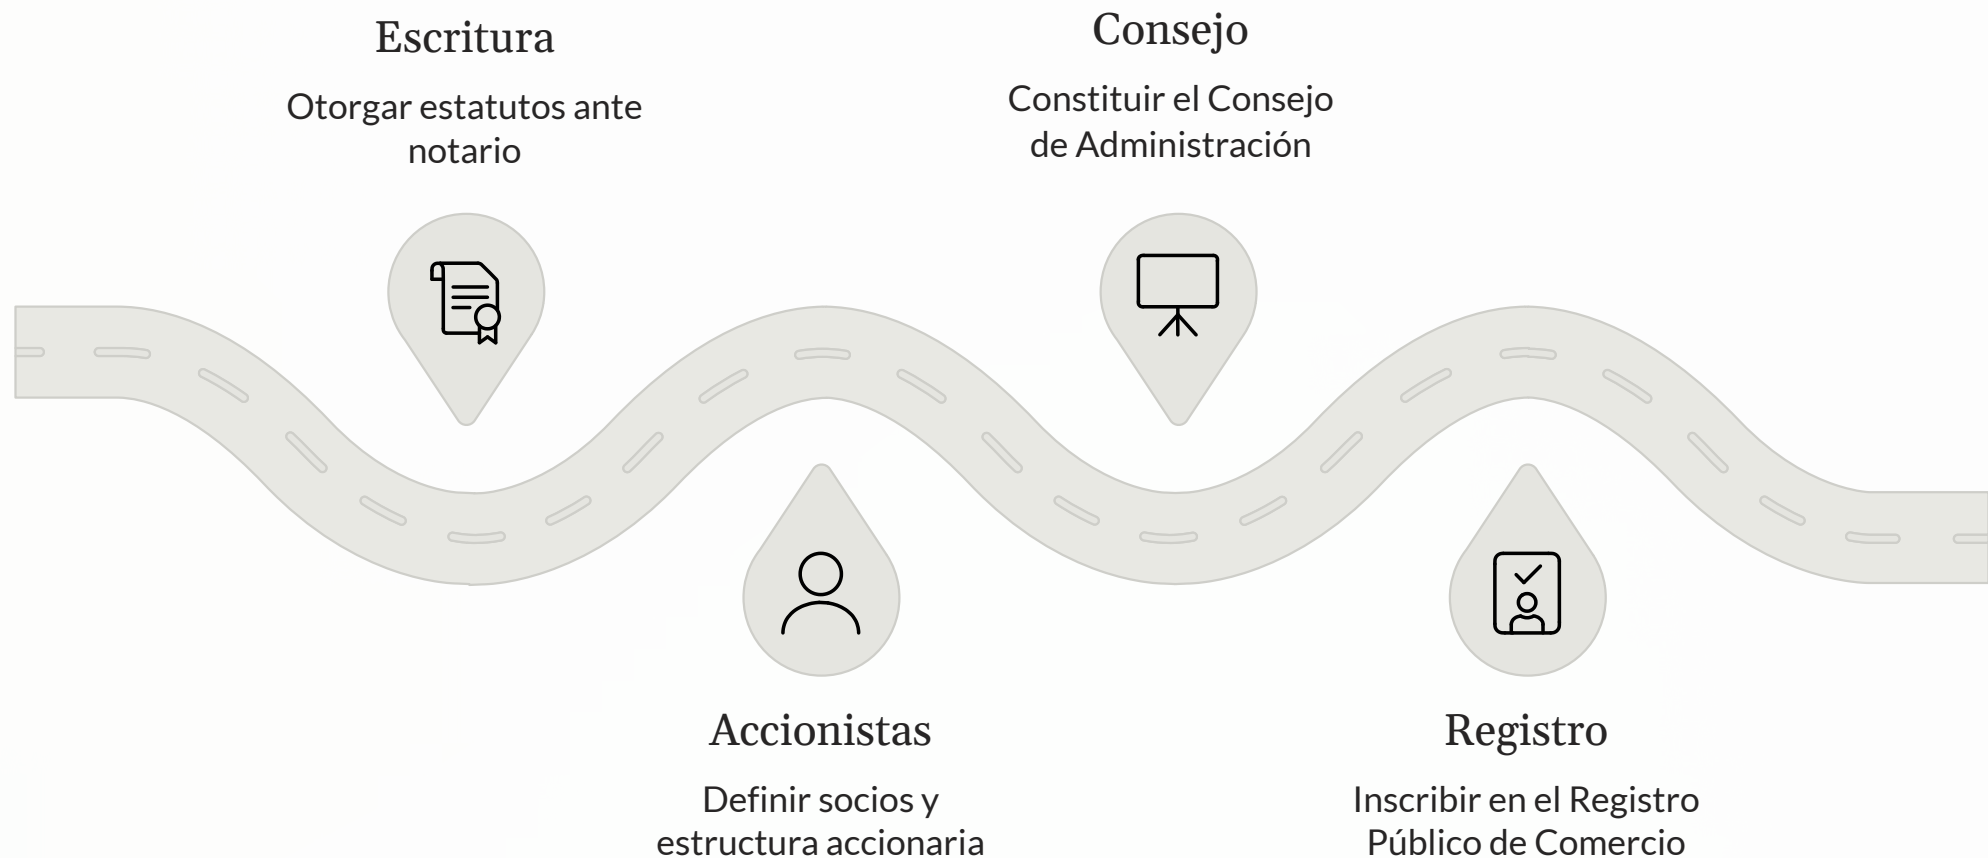 Escritura
Otorgar estatutos ante
notario
Accionistas
Definir socios y
estructura accionaria
Consejo
Constituir el Consejo
de Administración
Registro
Inscribir en el Registro
Público de Comercio